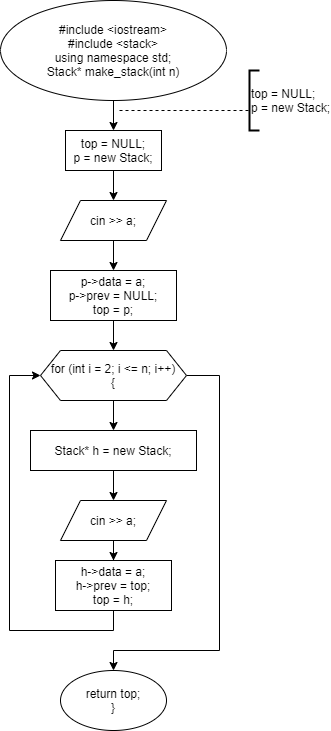 #include <iostream>
#include <stack>
using namespace std;
Stack* make_stack(int n)
top = NULL;
p = new Stack;
top = NULL;
p = new Stack;
cin >> a;
p->data = a;
p->prev = NULL;
top = p;
for (int i = 2; i <= n; i++)
{
Stack* h = new Stack;
cin >> a;
h->data = a;
h->prev = top;
top = h;
return top;
}